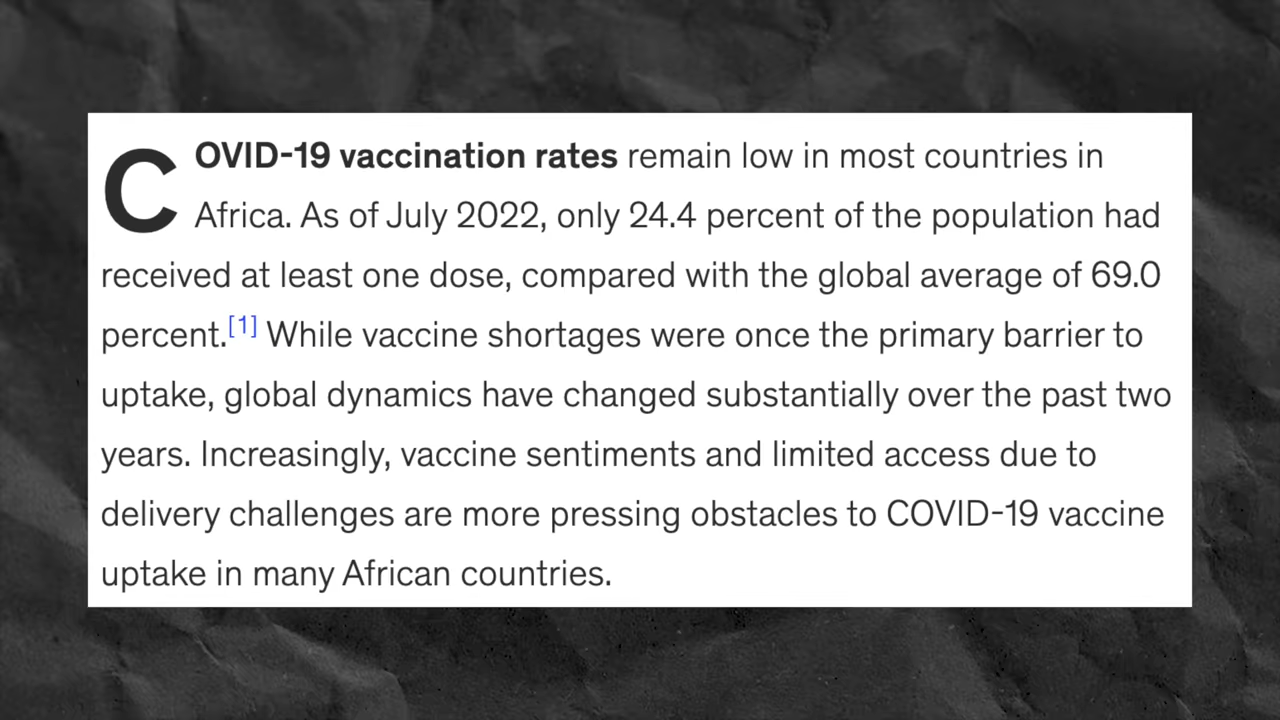 COVID-19 vaccination rates remain low in most countries in
Africa. As of July 2022, only 24.4 percent of the population had
received at least one dose, compared with the global average of 69.0
percent.[1] While vaccine shortages were once the primary barrier to
uptake, global dynamics have changed substantially over the past two
years. Increasingly, vaccine sentiments and limited access due to
delivery challenges are more pressing obstacles to COVID-19 vaccine
uptake in many African countries.